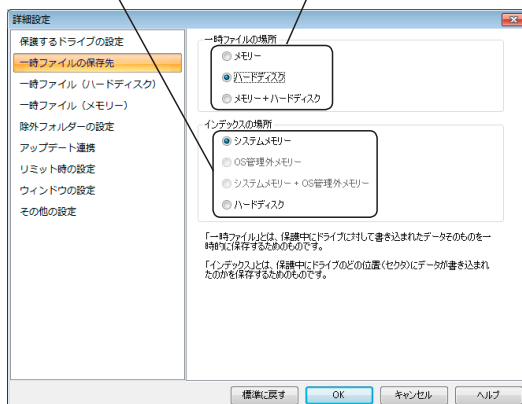 詳細設定
保護するドライブの設定
一時ファイルの保存先
一時ファイル（ハードディスク）
一時ファイル（メモリー）
除外フォルダーの設定
アップデート連携
リミット時の設定
ウィンドウの設定
その他の設定
一時ファイルの場所
メモリー
ハードディスク
メモリー＋ハードディスク
インデックスの場所
システムメモリー
OS管理外メモリー
システムメモリー + OS管理外メモリー
ハードディスク
「一時ファイル」とは、保護中にドライブに対して書き込まれたデータそのものを一
時的に保存するためのものです。
「インデックス」とは、保護中にドライブのどの位置（セクタ）にデータが書き込まれ
たのかを保存するためのものです。
標準に戻す
OK
キャンセル
ヘルプ